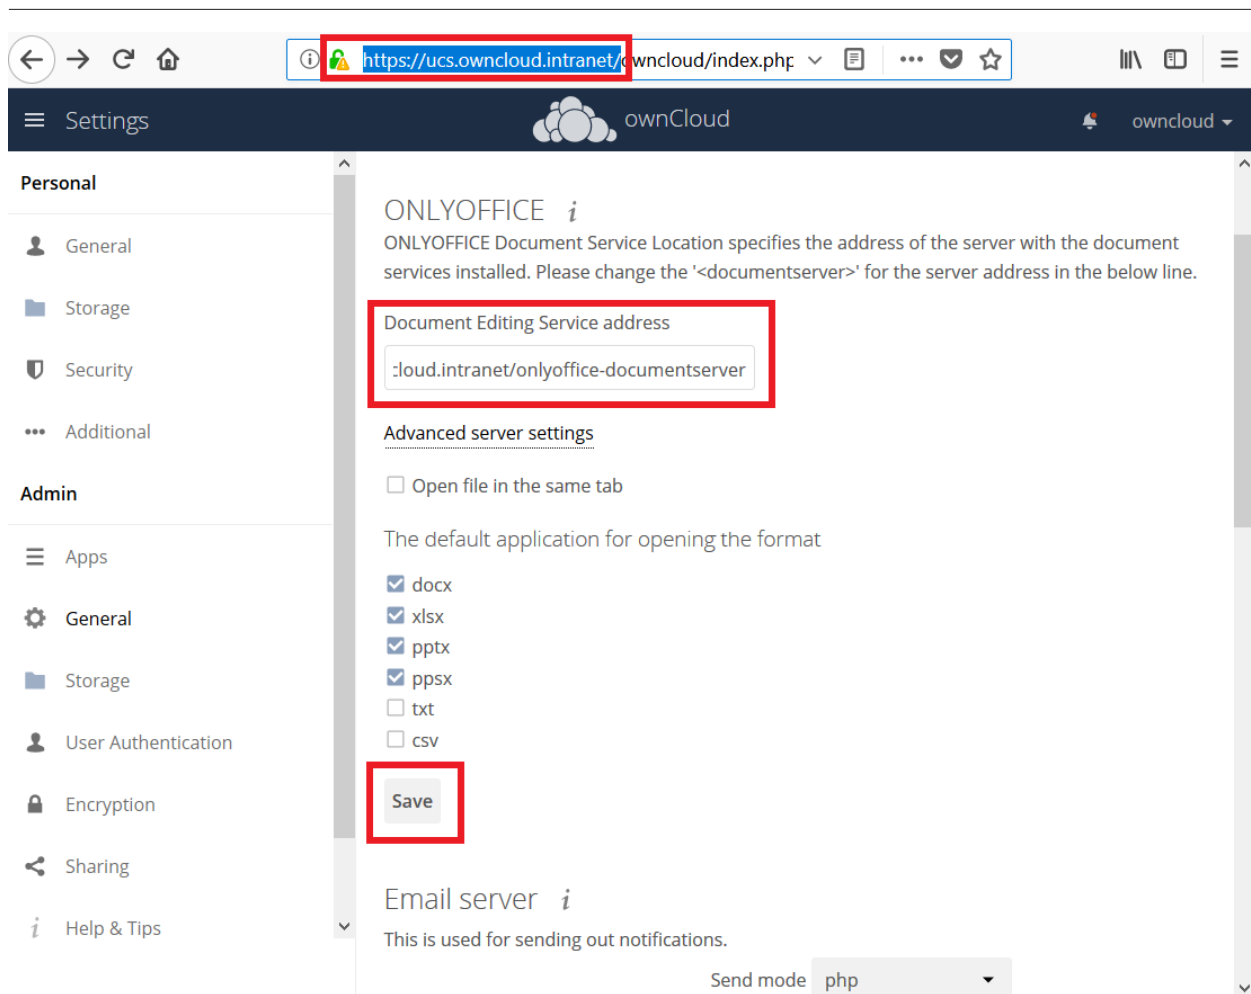 https://ucs.owncloud.intranet/owncloud/index.php
Settings
ownCloud
owncloud
Personal
General
Storage
Security
Additional
Admin
Apps
General
Storage
User Authentication
Encryption
Sharing
Help & Tips
ONLYOFFICE
ONLYOFFICE Document Service Location specifies the address of the server with the document
services installed. Please change the '<documentserver>' for the server address in the below line.
Document Editing Service address
cloud.intranet/onlyoffice-documentserver
Advanced server settings
Open file in the same tab
The default application for opening the format
docx
xlsx
pptx
ppsx
txt
csv
Save
Email server
This is used for sending out notifications.
Send mode php